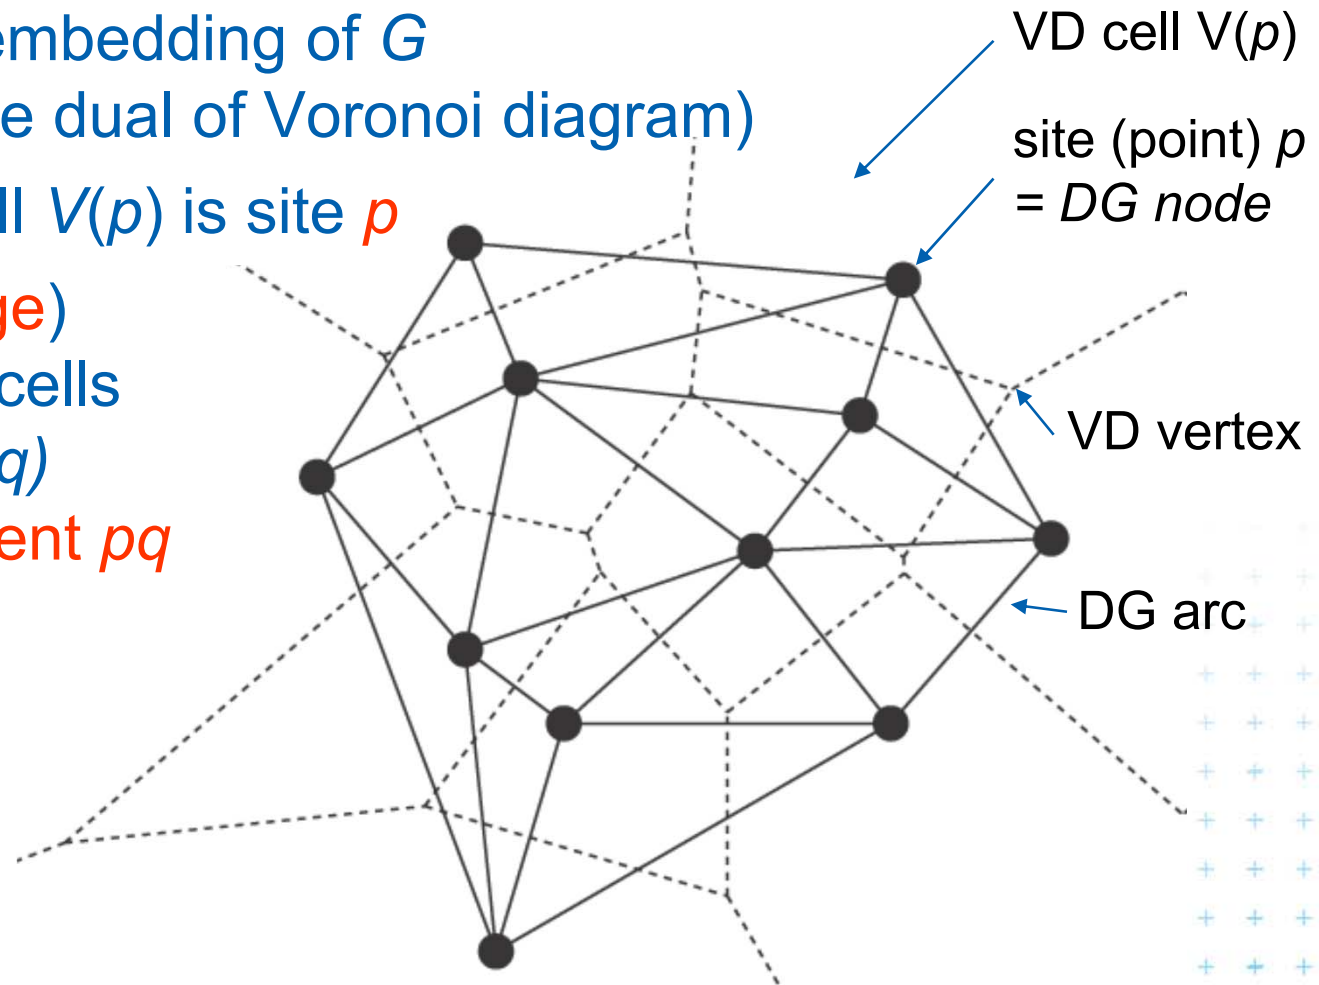 embedding of G
e dual of Voronoi diagram)
ll V(p) is site p
ge)
cells
q)
ent pq
VD cell V(p)
site (point) p
= DG node
VD vertex
DG arc